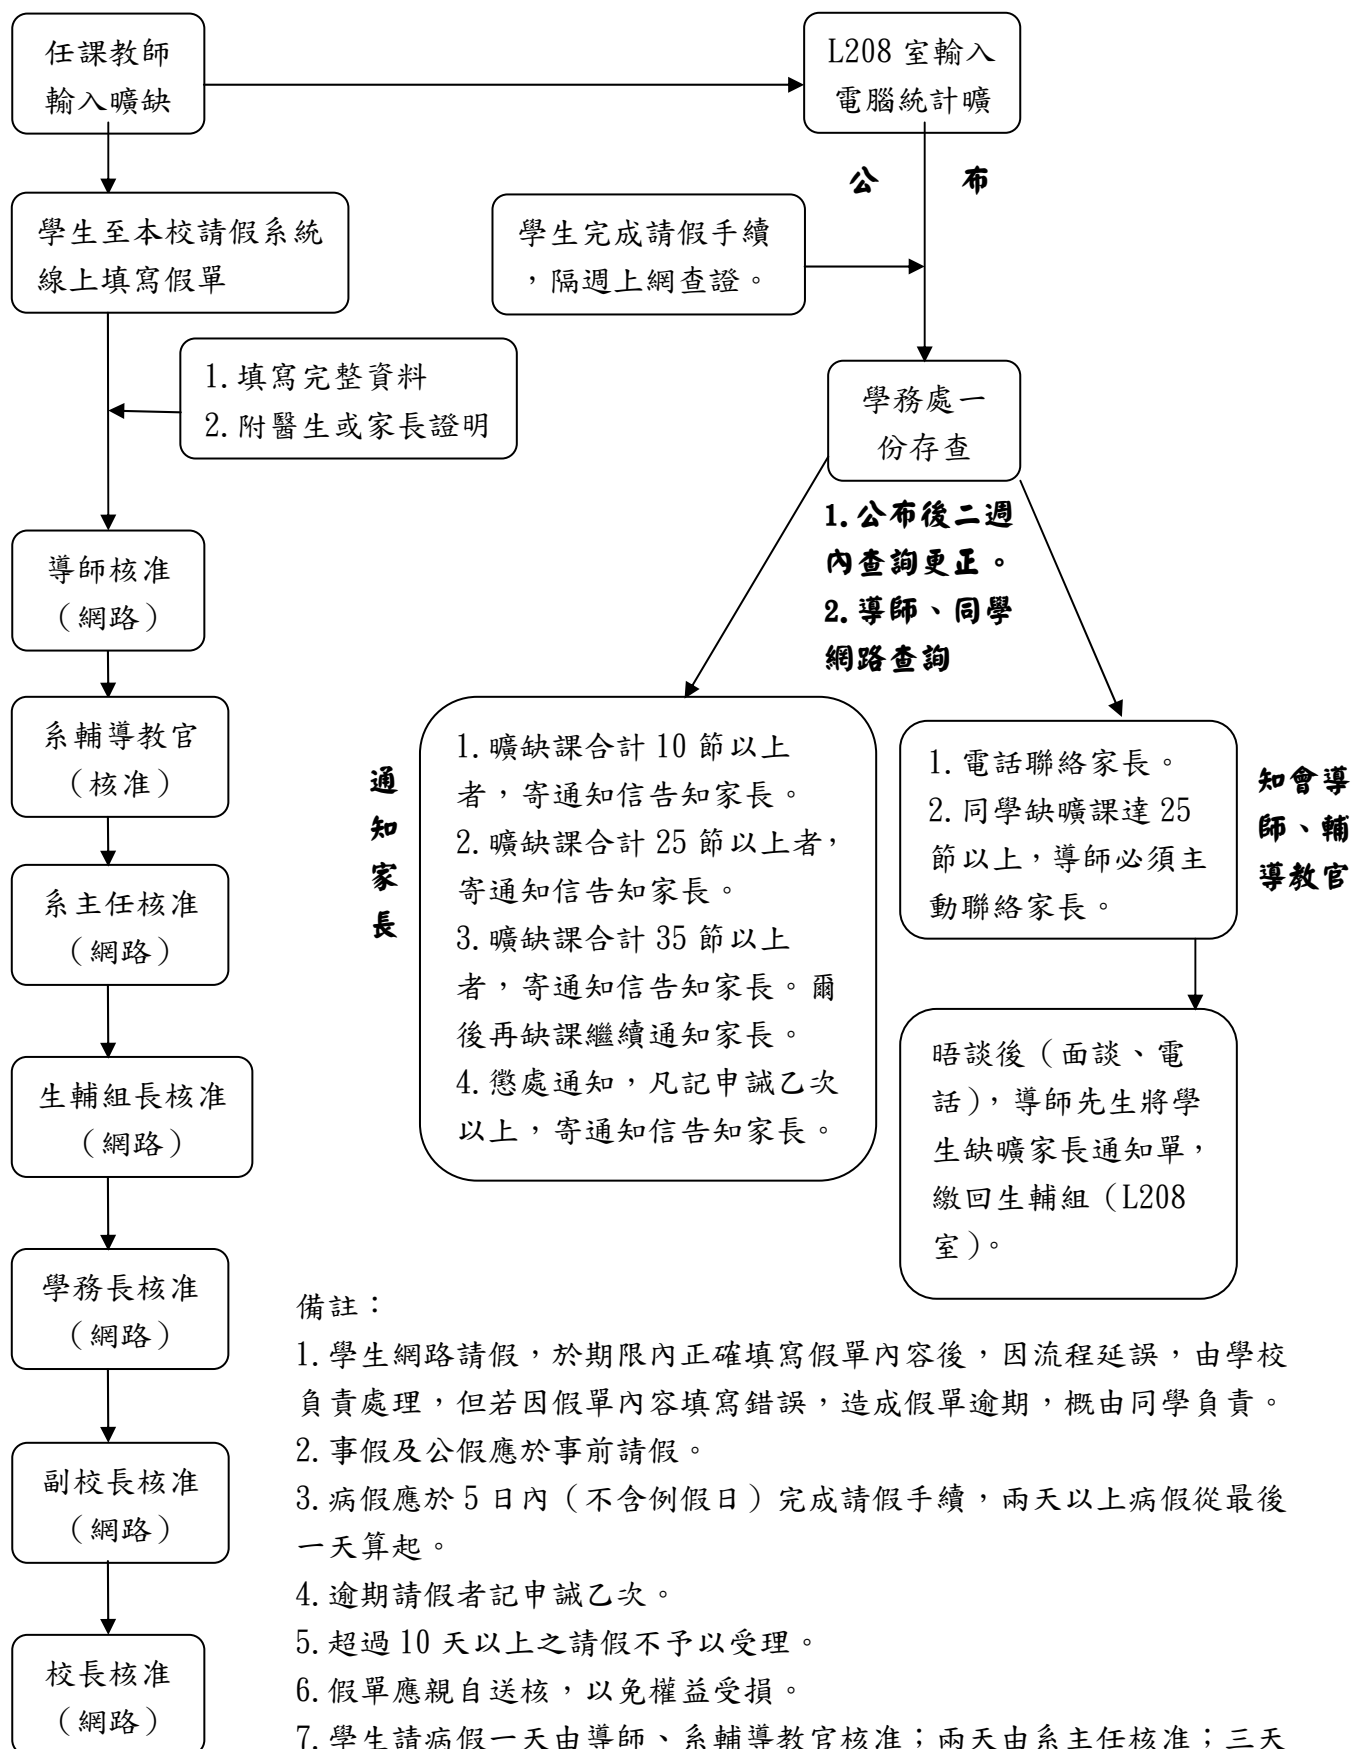 任課教師
輸入曠缺
L208 室輸入
電腦統計曠
公　布
學生至本校請假系統
線上填寫假單
學生完成請假手續
，隔週上網查證。
1.填寫完整資料
2.附醫生或家長證明
學務處一
份存查
1.公布後二週
內查詢更正。
2.導師、同學
網路查詢
導師核准
（網路）
系輔導教官
（核准）
系主任核准
（網路）
生輔組長核准
（網路）
學務長核准
（網路）
副校長核准
（網路）
校長核准
（網路）
通
知
家
長
1.曠缺課合計 10 節以上
者，寄通知信告知家長。
2.曠缺課合計 25 節以上者，
寄通知信告知家長。
3.曠缺課合計 35 節以上
者，寄通知信告知家長。爾
後再缺課繼續通知家長。
4.懲處通知，凡記申誡乙次
以上，寄通知信告知家長。
1.電話聯絡家長。
2.同學缺曠課達 25
節以上，導師必須主
動聯絡家長。
知會導
師、輔
導教官
晤談後（面談、電
話），導師先生將學
生缺曠家長通知單，
繳回生輔組（L208
室）。
備註：
1.學生網路請假，於期限內正確填寫假單內容後，因流程延誤，由學校
負責處理，但若因假單內容填寫錯誤，造成假單逾期，概由同學負責。
2.事假及公假應於事前請假。
3.病假應於 5 日內（不含例假日）完成請假手續，兩天以上病假從最後
一天算起。
4.逾期請假者記申誡乙次。
5.超過 10 天以上之請假不予以受理。
6.假單應親自送核，以免權益受損。
7.學生請病假一天由導師、系輔導教官核准；兩天由系主任核准；三天